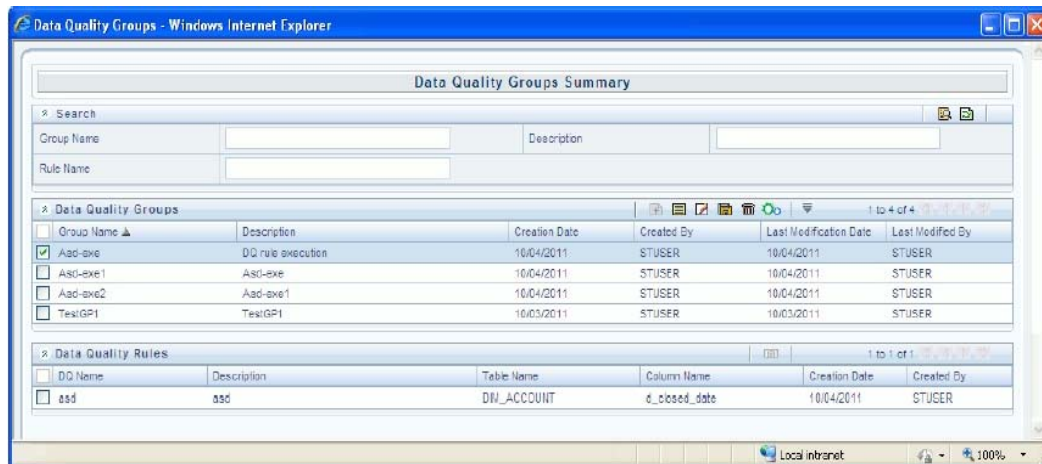 Data Quality Groups - Windows Internet Explorer
Data Quality Groups Summary
Search
Group Name Description
Rule Name
Data Quality Groups 1 to 4 of 4
Group Name Description Creation Date Created By Last Modification Date Last Modified By
Asd-exe DQ rule execution 10/04/2011 STUSER 10/04/2011 STUSER
Asd-exe1 Asd-exe 10/04/2011 STUSER 10/04/2011 STUSER
Asd-exe2 Asd-exe1 10/04/2011 STUSER 10/04/2011 STUSER
TestGP1 TestGP1 10/03/2011 STUSER 10/03/2011 STUSER
Data Quality Rules 1 to 1 of 1
DQ Name Description Table Name Column Name Creation Date Created By
asd asd DIM_ACCOUNT d_closed_date 10/04/2011 STUSER
Local intranet 100%